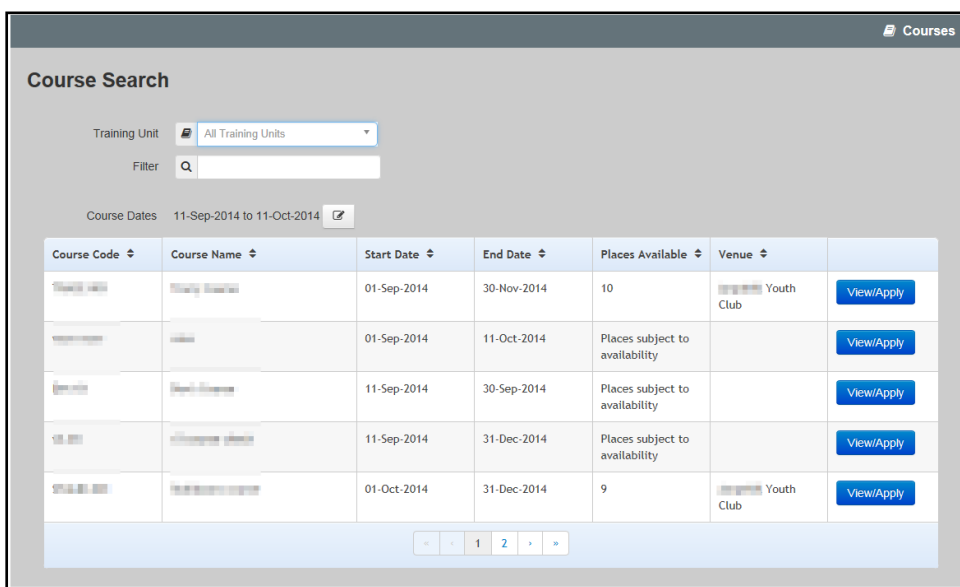 Courses
Course Search
Training Unit All Training Units
Filter
Course Dates 11-Sep-2014 to 11-Oct-2014
Course Code Course Name Start Date End Date Places Available Venue
01-Sep-2014 30-Nov-2014 10 Youth
Club
View/Apply
01-Sep-2014 11-Oct-2014 Places subject to
availability
View/Apply
11-Sep-2014 30-Sep-2014 Places subject to
availability
View/Apply
11-Sep-2014 31-Dec-2014 Places subject to
availability
View/Apply
01-Oct-2014 31-Dec-2014 9 Youth
Club
View/Apply
« ‹ 1 2 › »